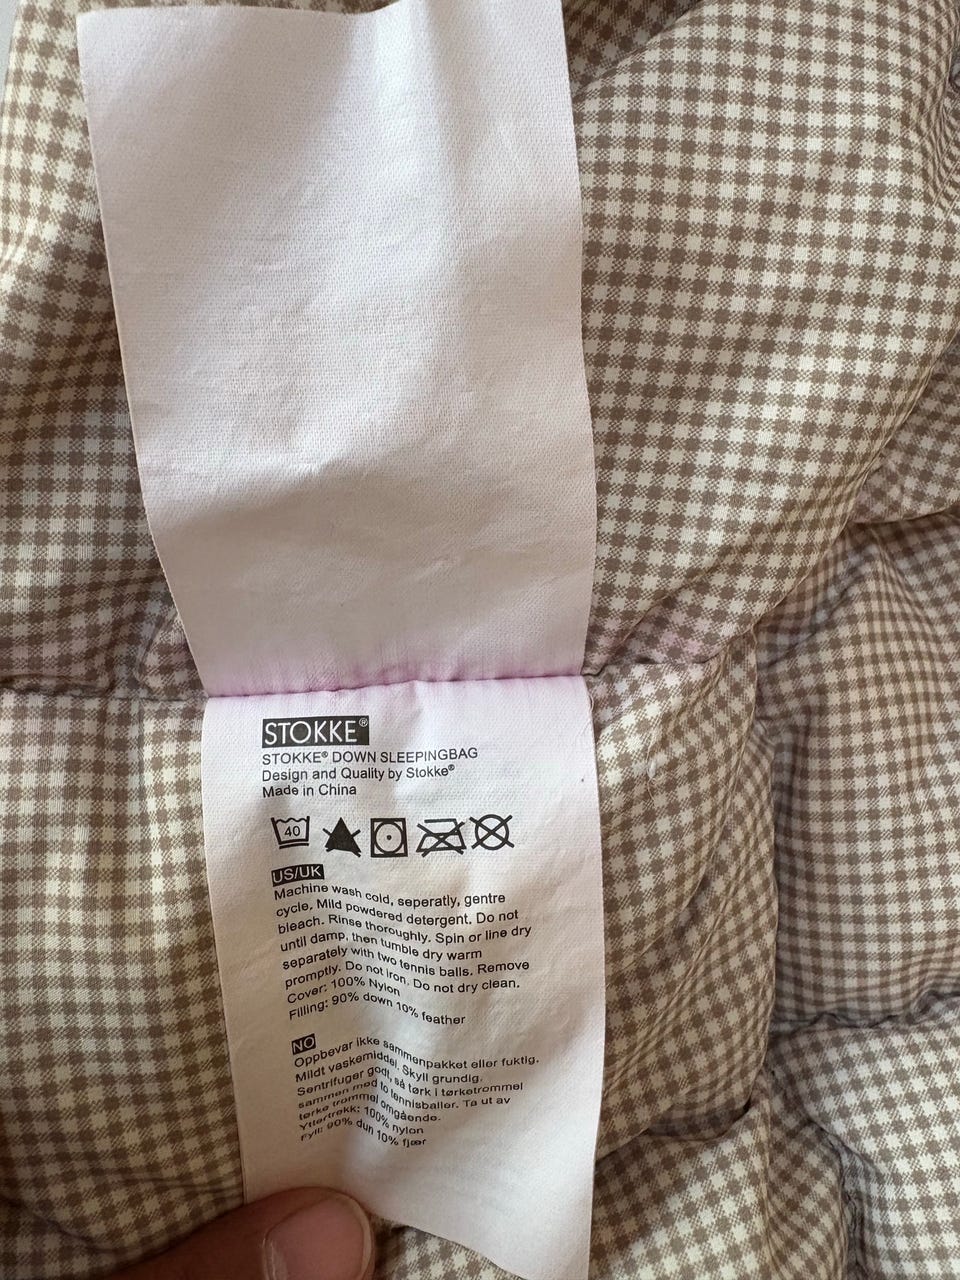 STOKKE®
STOKKE® DOWN SLEEPINGBAG
Design and Quality by Stokke®
Made in China
40
US/UK
Machine wash cold, seperatly, gentre
cycle. Mild powdered detergent. Do not
bleach. Rinse thoroughly. Spin or line dry
until damp, then tumble dry warm
separately with two tennis balls. Remove
promptly. Do not iron. Do not dry clean.
Cover: 100% Nylon
Filling: 90% down 10% feather
NO
Oppbevar ikke sammenpakket eller fuktig.
Mildt vaskemiddel. Skyll grundig.
Sentrifuger godt, så tørk i tørketrommel
sammen med to tennisballer. Ta ut av
tørke trommel omgående.
Yttertrekk: 100% nylon
Fyll: 90% dun 10% fjær